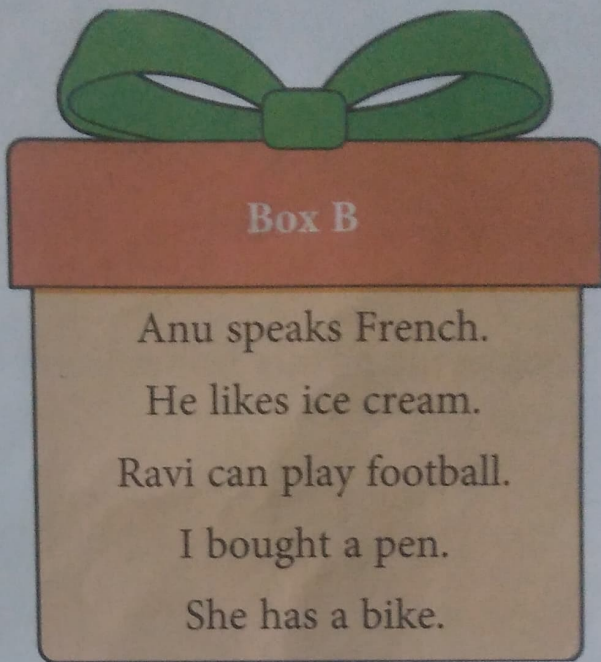 Box B
Anu speaks French.
He likes ice cream.
Ravi can play football.
I bought a pen.
She has a bike.